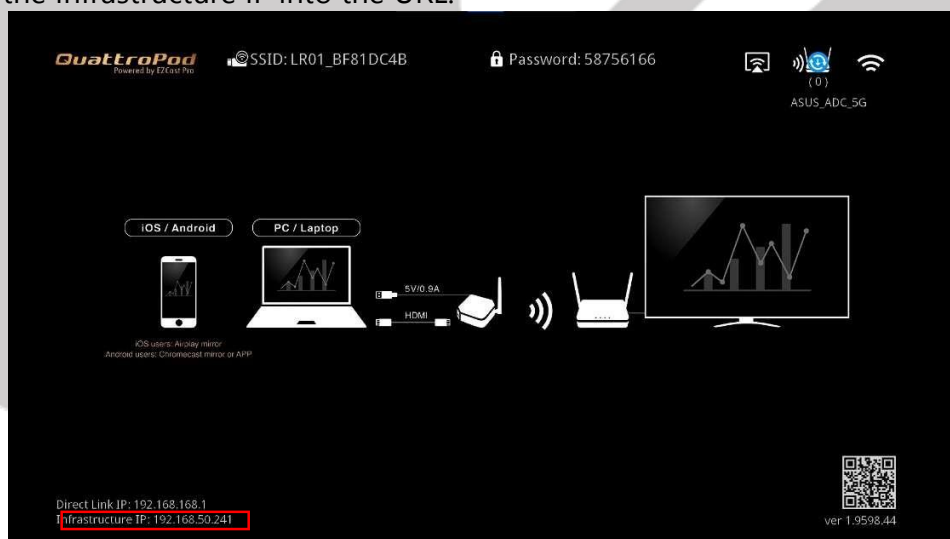 the Infrastructure IP into the URL.
QuattroPod
Powered by EZCast Pro
SSID: LR01_BF81DC4B
Password: 58756166
(0)
ASUS_ADC_5G
iOS / Android
PC / Laptop
5V/0.9A
HDMI
iOS users: Airplay mirror
Android users: Chromecast mirror or APP
Direct Link IP: 192.168.168.1
Infrastructure IP: 192.168.50.241
ver 1.9598.44